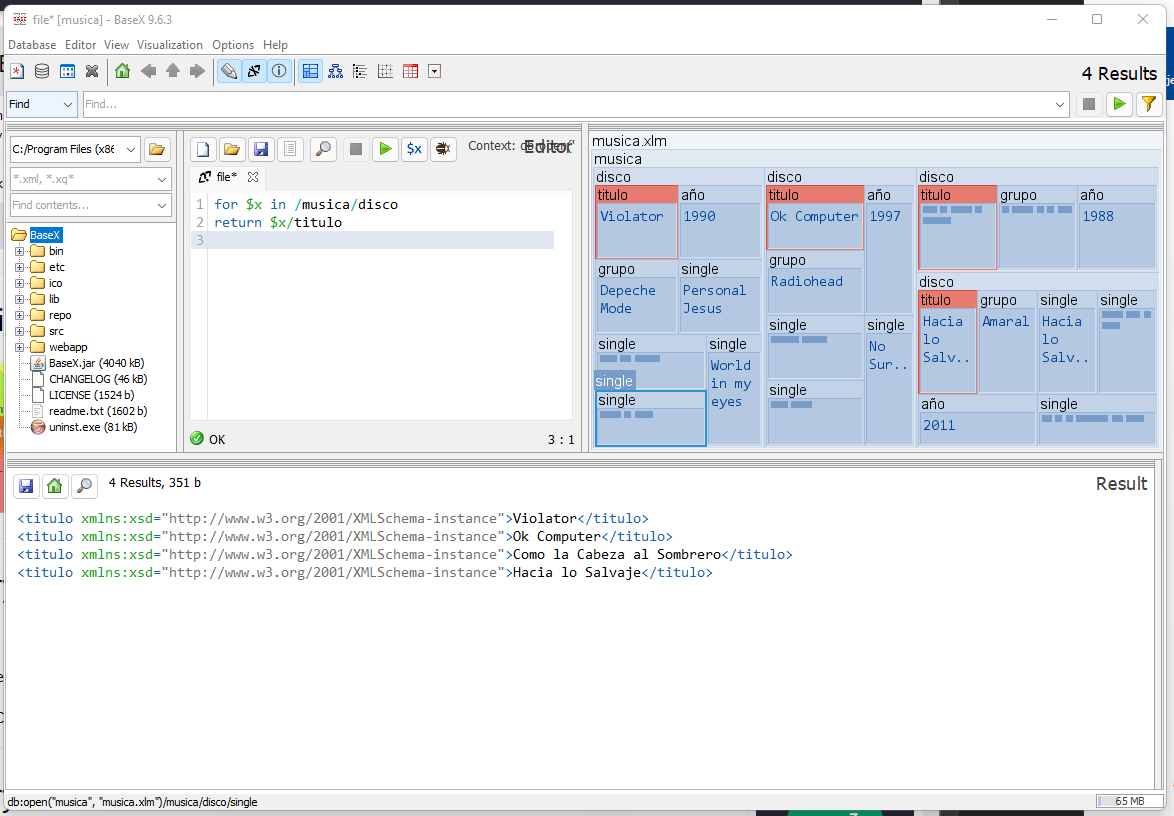 file* [musica] - BaseX 9.6.3
Database Editor View Visualization Options Help
4 Results
Find
Find...
C:/Program Files (x86
*.xml, *.xq*
Find contents...
BaseX
bin
etc
ico
lib
repo
src
webapp
BaseX.jar (4040 kB)
CHANGELOG (46 kB)
LICENSE (1524 b)
readme.txt (1602 b)
uninst.exe (81 kB)
Context:
Editor
file*
1 for $x in /musica/disco
2 return $x/titulo
3
OK
3 : 1
musica.xlm
musica
disco
titulo
Violator
año
1990
grupo
Depeche
Mode
single
Personal
Jesus
single
single
World
in my
eyes
single
single
disco
titulo
Ok Computer
año
1997
grupo
Radiohead
single
single
single
No
Sur..
disco
titulo
grupo
año
1988
disco
titulo
Hacia
lo
Salv..
grupo
Amaral
single
Hacia
lo
Salv..
single
año
2011
single
4 Results, 351 b
Result
<titulo xmlns:xsd="http://www.w3.org/2001/XMLSchema-instance">Violator</titulo>
<titulo xmlns:xsd="http://www.w3.org/2001/XMLSchema-instance">Ok Computer</titulo>
<titulo xmlns:xsd="http://www.w3.org/2001/XMLSchema-instance">Como la Cabeza al Sombrero</titulo>
<titulo xmlns:xsd="http://www.w3.org/2001/XMLSchema-instance">Hacia lo Salvaje</titulo>
db:open("musica", "musica.xlm")/musica/disco/single
65 MB